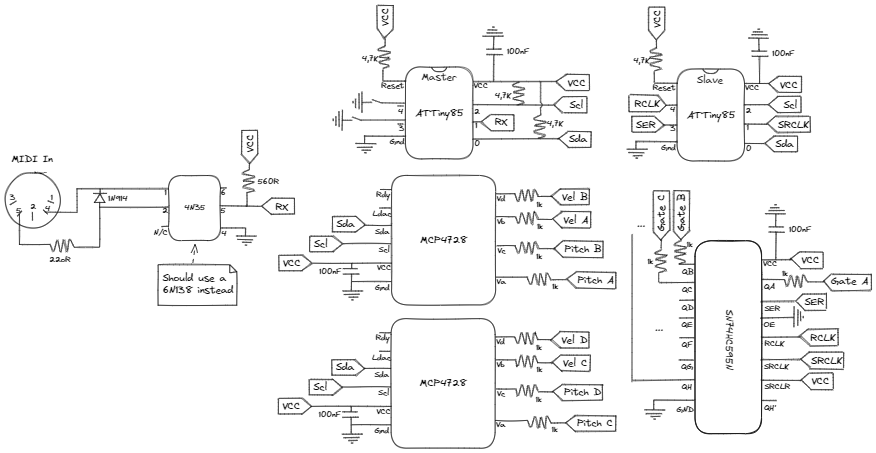 VCC
4,7K
Reset
Master
ATTiny85
100nF
VCC
VCC
4,7K
4
2
Scl
3
1
RX
4,7K
Gnd
0
Sda
VCC
4,7K
Reset
Slave
ATTiny85
100nF
VCC
VCC
RCLK
4
2
Scl
SER
3
1
SRCLK
Gnd
0
Sda
MIDI In
3
5
2
1
4
1N914
220R
1
2
N/C
4N35
6
5
4
VCC
560R
RX
Should use a
6N138 instead
Rdy
Ldac
Sda
Sda
Scl
Scl
VCC
VCC
100nF
Gnd
MCP4728
Vd
1k
Vel B
Vb
1k
Vel A
Vc
1k
Pitch B
Va
1k
Pitch A
Rdy
Ldac
Sda
Sda
Scl
Scl
VCC
VCC
100nF
Gnd
MCP4728
Vd
1k
Vel D
Vb
1k
Vel C
Vc
1k
Pitch D
Va
1k
Pitch C
...
Gate C
Gate B
1k
1k
QB
QC
QD
QE
...
QF
QG
QH
GND
SN74HC595N
100nF
VCC
VCC
QA
1k
Gate A
SER
SER
OE
RCLK
RCLK
SRCLK
SRCLK
SRCLR
VCC
QH'